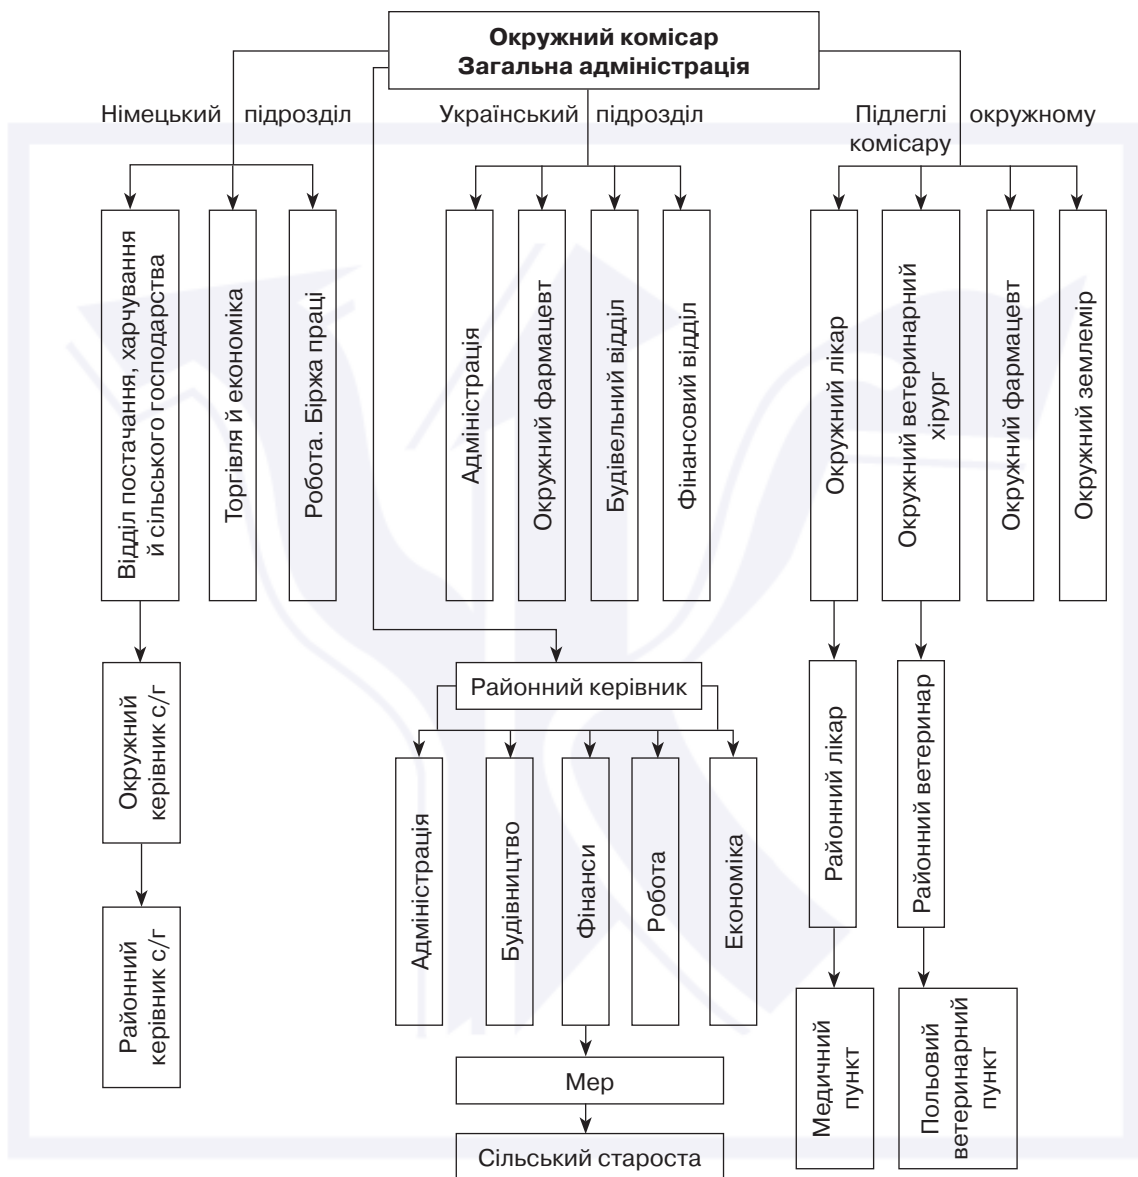 Окружний комісар
Загальна адміністрація
Німецький підрозділ
Український підрозділ
Підлеглі окружному
комісару
Відділ постачання, харчування
й сільського господарства
Торгівля й економіка
Робота. Біржа праці
Адміністрація
Окружний фармацевт
Будівельний відділ
Фінансовий відділ
Окружний лікар
Окружний ветеринарний
хірург
Окружний фармацевт
Окружний землемір
Окружний
керівник с/г
Районний
керівник с/г
Районний керівник
Адміністрація
Будівництво
Фінанси
Робота
Економіка
Мер
Сільський староста
Районний лікар
Районний ветеринар
Медичний
пункт
Польовий
ветеринарний
пункт